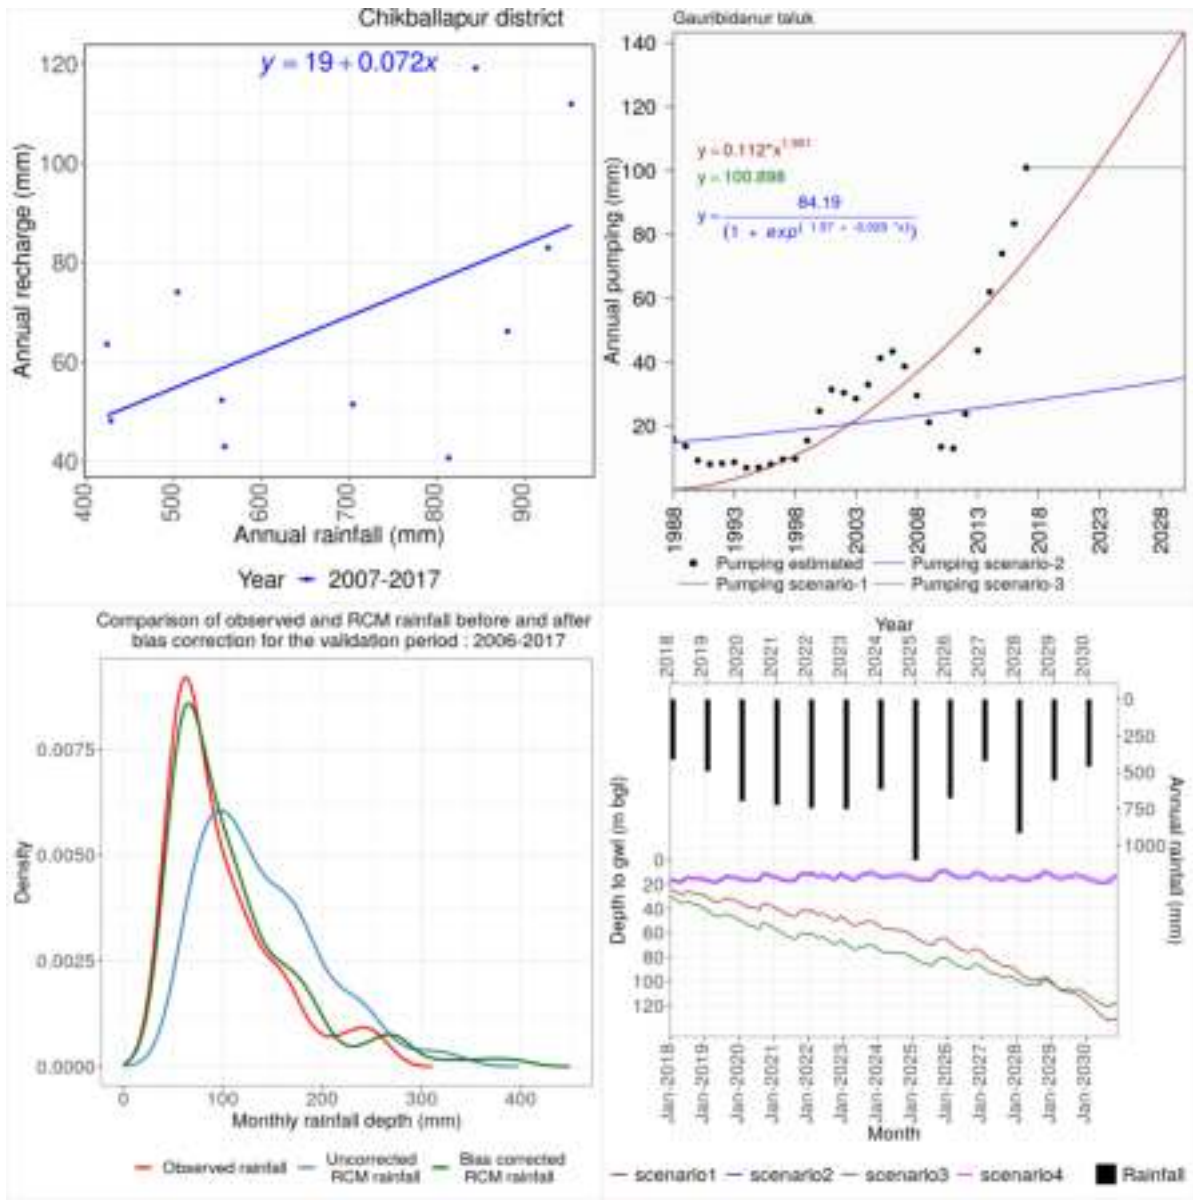 Chikballapur district
y = 19 + 0.072x
120
100
80
60
40
Annual recharge (mm)
400
500
600
700
800
900
Annual rainfall (mm)
Year 2007-2017
Gauribidanur taluk
140
120
100
80
60
40
20
Annual pumping (mm)
y = 0.112*x
y = 100.898
y = 84.19
(1 + exp
1988
1993
1998
2003
2008
2013
2018
2023
2028
Pumping estimated Pumping scenario-2
Pumping scenario-1 Pumping scenario-3
Comparison of observed and RCM rainfall before and after
bias correction for the validation period : 2006-2017
0.0075
0.0050
0.0025
0.0000
Density
0
100
200
300
400
Monthly rainfall depth (mm)
Observed rainfall Uncorrected RCM rainfall Bias corrected RCM rainfall
Year
2018
2019
2020
2021
2022
2023
2024
2025
2026
2027
2028
2029
2030
0
250
500
750
1000
Annual rainfall (mm)
0
20
40
60
80
100
120
Depth to gwl (m bgl)
Jan-2018
Jan-2019
Jan-2020
Jan-2021
Jan-2022
Jan-2023
Jan-2024
Jan-2025
Jan-2026
Jan-2027
Jan-2028
Jan-2029
Jan-2030
Month
scenario1 scenario2 scenario3 scenario4 Rainfall